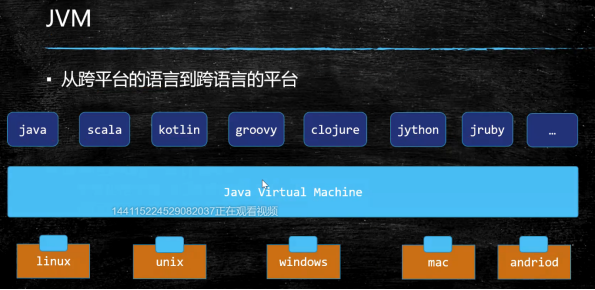 JVM
▪ 从跨平台的语言到跨语言的平台
java scala kotlin groovy clojure jython jruby …
Java Virtual Machine
144115224529082037正在观看视频
linux unix windows mac andriod